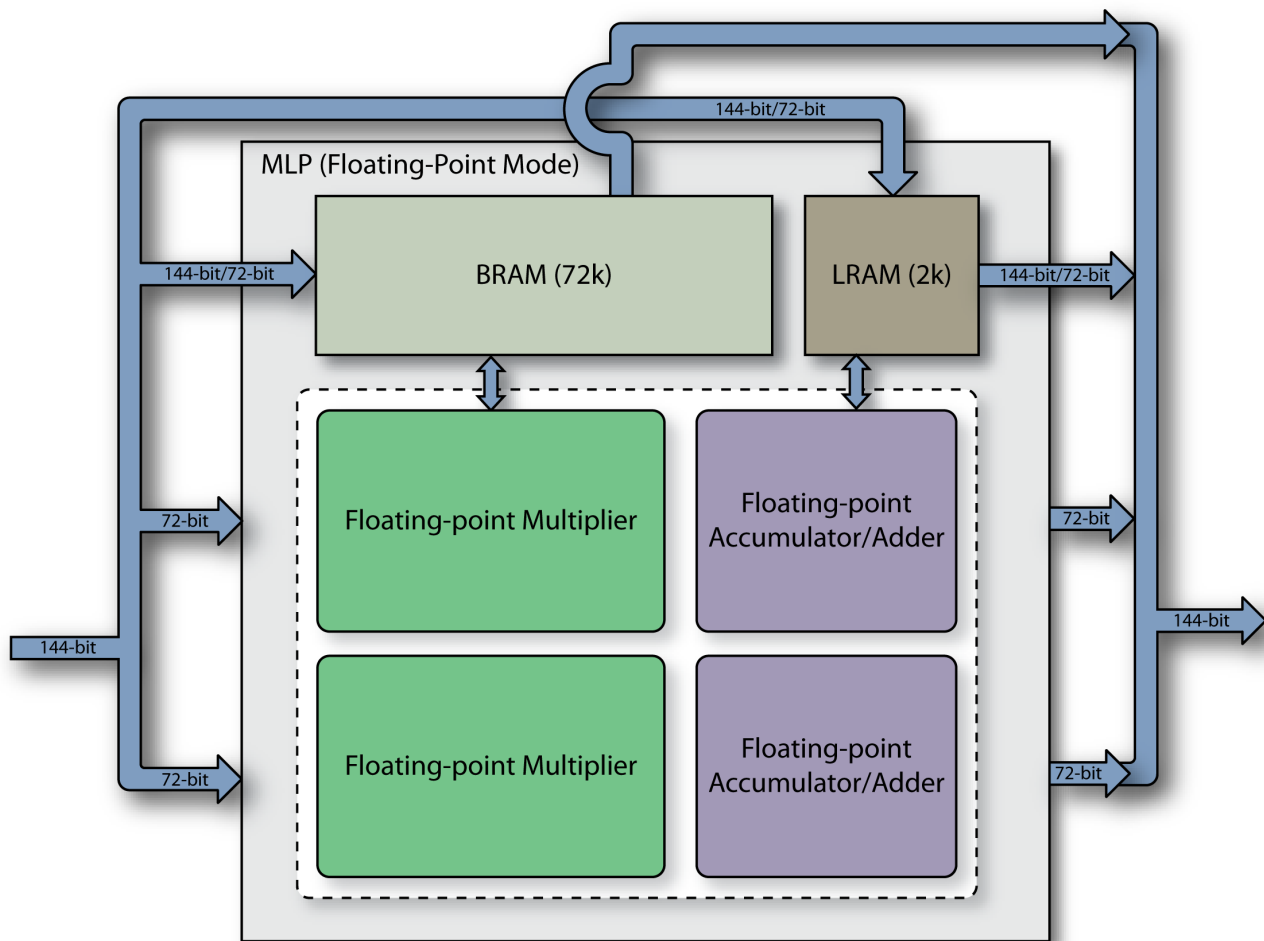 144-bit/72-bit
MLP (Floating-Point Mode)
144-bit/72-bit
BRAM (72k)
LRAM (2k)
144-bit/72-bit
72-bit
Floating-point Multiplier
Floating-point
Accumulator/Adder
72-bit
144-bit
144-bit
72-bit
Floating-point Multiplier
Floating-point
Accumulator/Adder
72-bit